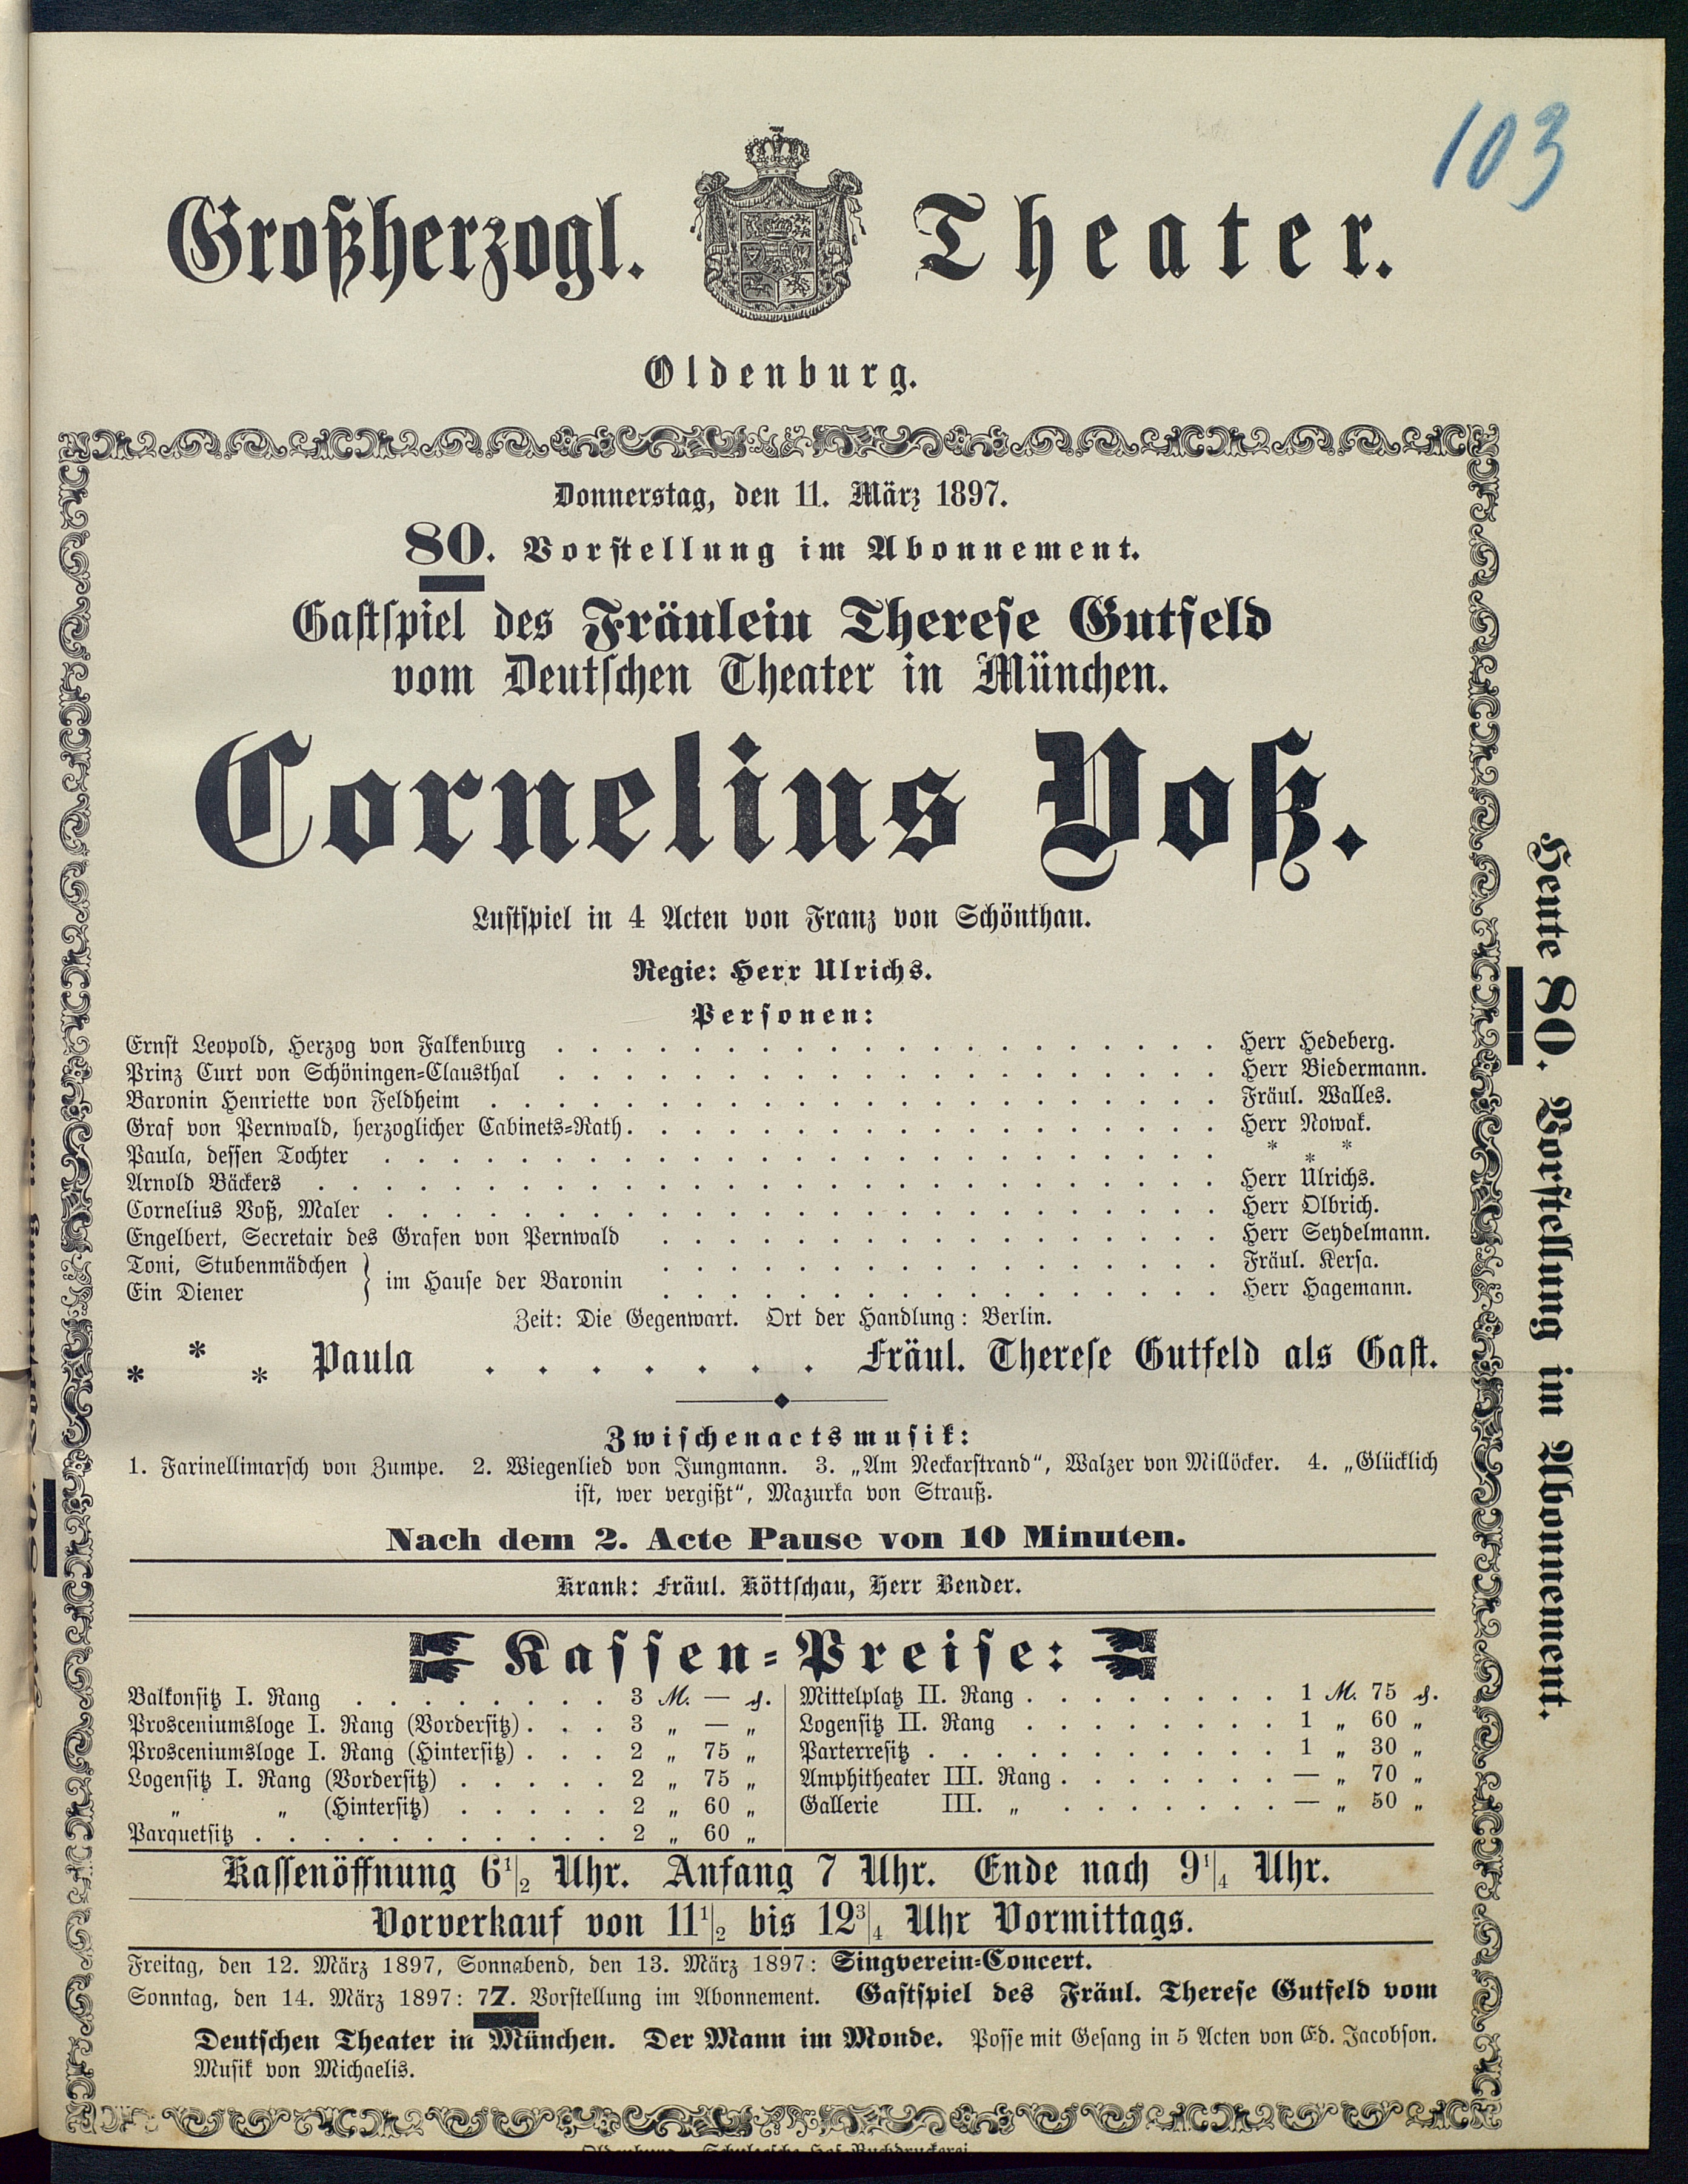 103
Großherzogl. Theater.
Oldenburg.
Donnerstag, den 11. März 1897.
80. Vorstellung im Abonnement.
Gastspiel des Fräulein Therese Gutfeld
vom Deutschen Theater in München.
Cornelius Voß.
Lustspiel in 4 Acten von Franz von Schönthan.
Regie: Herr Ulrichs.
Personen:
Ernst Leopold, Herzog von Falkenburg . . . . . Herr Hedeberg.
Prinz Curt von Schöningen-Clausthal . . . . . Herr Biedermann.
Baronin Henriette von Feldheim . . . . . Fräul. Walles.
Graf von Pernwald, herzoglicher Cabinets-Rath . . . . . Herr Nowak.
Paula, dessen Tochter . . . . . * * *
Arnold Bäckers . . . . . Herr Ulrichs.
Cornelius Voß, Maler . . . . . Herr Olbrich.
Engelbert, Secretair des Grafen von Pernwald . . . . . Herr Seydelmann.
Toni, Stubenmädchen } im Hause der Baronin . . . . . Fräul. Kersa.
Ein Diener . . . . . Herr Hagemann.
Zeit: Die Gegenwart. Ort der Handlung: Berlin.
* * * Paula . . . . . . . Fräul. Therese Gutfeld als Gast.
Zwischenactsmusik:
1. Farinellimarsch von Zumpe. 2. Wiegenlied von Jungmann. 3. „Am Neckarstrand“, Walzer von Millöcker. 4. „Glücklich
ist, wer vergißt“, Mazurka von Strauß.
Nach dem 2. Acte Pause von 10 Minuten.
Krank: Fräul. Köttschau, Herr Bender.
Kassen-Preise:
Balkonsitz I. Rang . . . . . 3 M. — ₰.
Prosceniumsloge I. Rang (Vordersitz) . . . 3 „ — „
Prosceniumsloge I. Rang (Hintersitz) . . . 2 „ 75 „
Logensitz I. Rang (Vordersitz) . . . . . 2 „ 75 „
„ „ (Hintersitz) . . . . . 2 „ 60 „
Parquetsitz . . . . . 2 „ 60 „
Mittelplatz II. Rang . . . . . 1 M. 75 ₰.
Logensitz II. Rang . . . . . 1 „ 60 „
Parterresitz . . . . . 1 „ 30 „
Amphitheater III. Rang . . . . . — „ 70 „
Gallerie III. „ . . . . . — „ 50 „
Kassenöffnung 6½ Uhr. Anfang 7 Uhr. Ende nach 9¼ Uhr.
Vorverkauf von 11½ bis 12¾ Uhr Vormittags.
Freitag, den 12. März 1897, Sonnabend, den 13. März 1897: Singverein-Concert.
Sonntag, den 14. März 1897: 77. Vorstellung im Abonnement. Gastspiel des Fräul. Therese Gutfeld vom
Deutschen Theater in München. Der Mann im Monde. Posse mit Gesang in 5 Acten von Ed. Jacobson.
Musik von Michaelis.
Heute 80. Vorstellung im Abonnement.